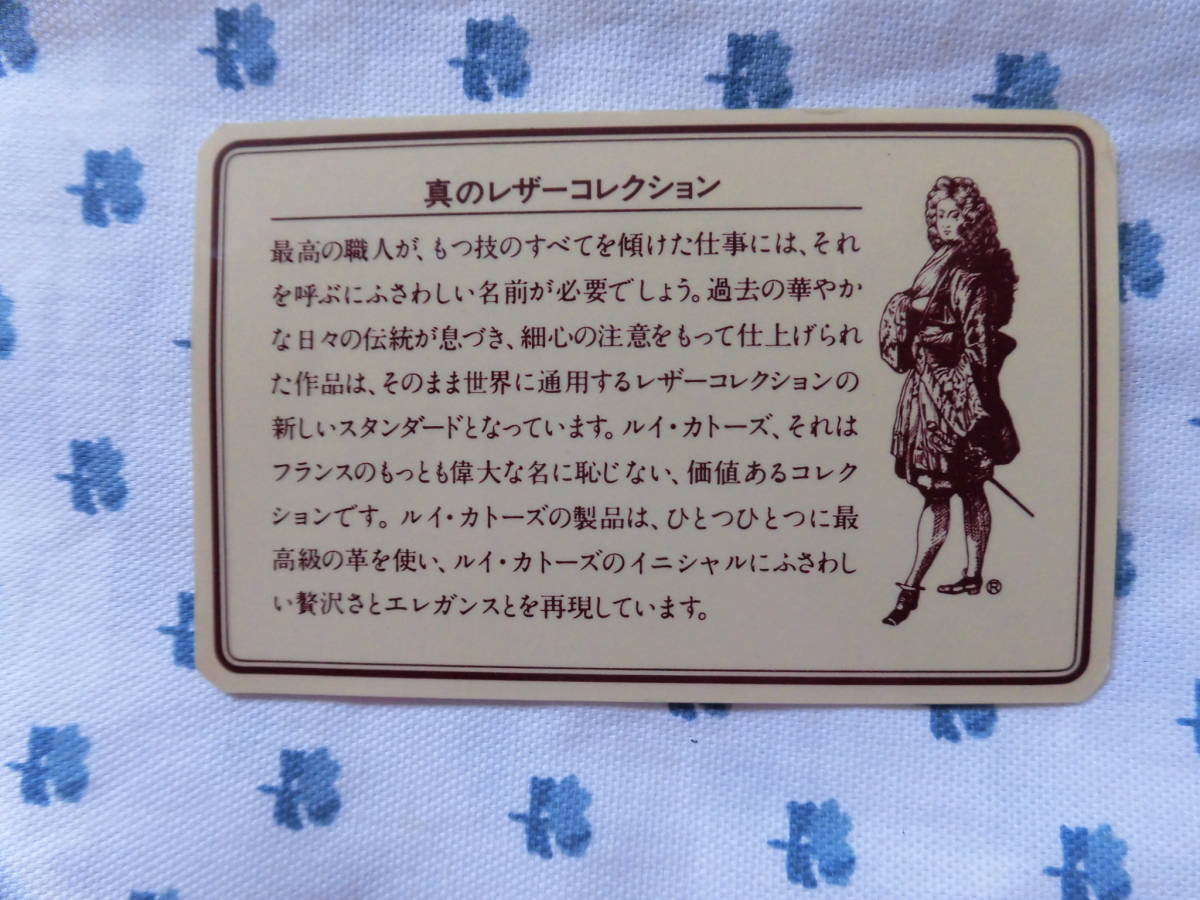 真のレザーコレクション
最高の職人が、もつ技のすべてを傾けた仕事には、それ
を呼ぶにふさわしい名前が必要でしょう。過去の華やか
な日々の伝統が息づき、細心の注意をもって仕上げられ
た作品は、そのまま世界に通用するレザーコレクションの
新しいスタンダードとなっています。ルイ・カトーズ、それは
フランスのもっとも偉大な名に恥じない、価値あるコレク
ションです。ルイ・カトーズの製品は、ひとつひとつに最
高級の革を使い、ルイ・カトーズのイニシャルにふさわし
い贅沢さとエレガンスとを再現しています。
®